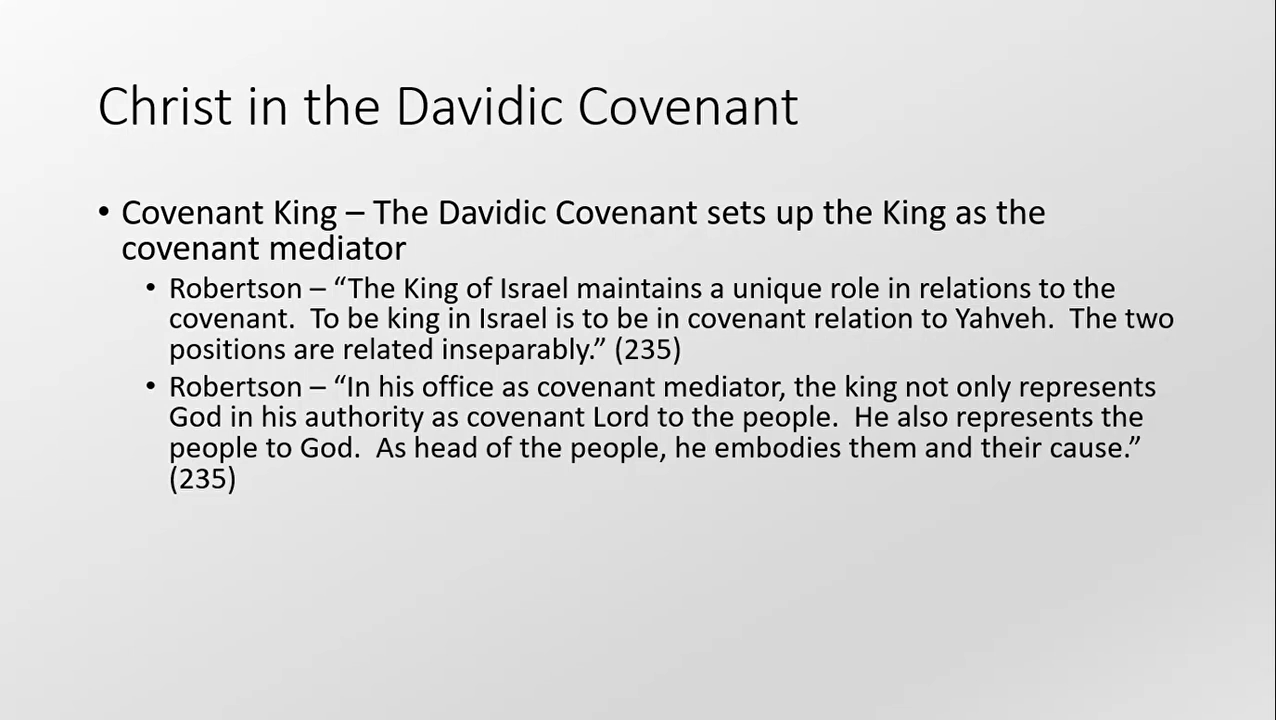 Christ in the Davidic Covenant
• Covenant King – The Davidic Covenant sets up the King as the
covenant mediator
• Robertson – “The King of Israel maintains a unique role in relations to the
covenant.  To be king in Israel is to be in covenant relation to Yahveh.  The two
positions are related inseparably.” (235)
• Robertson – “In his office as covenant mediator, the king not only represents
God in his authority as covenant Lord to the people.  He also represents the
people to God.  As head of the people, he embodies them and their cause.”
(235)